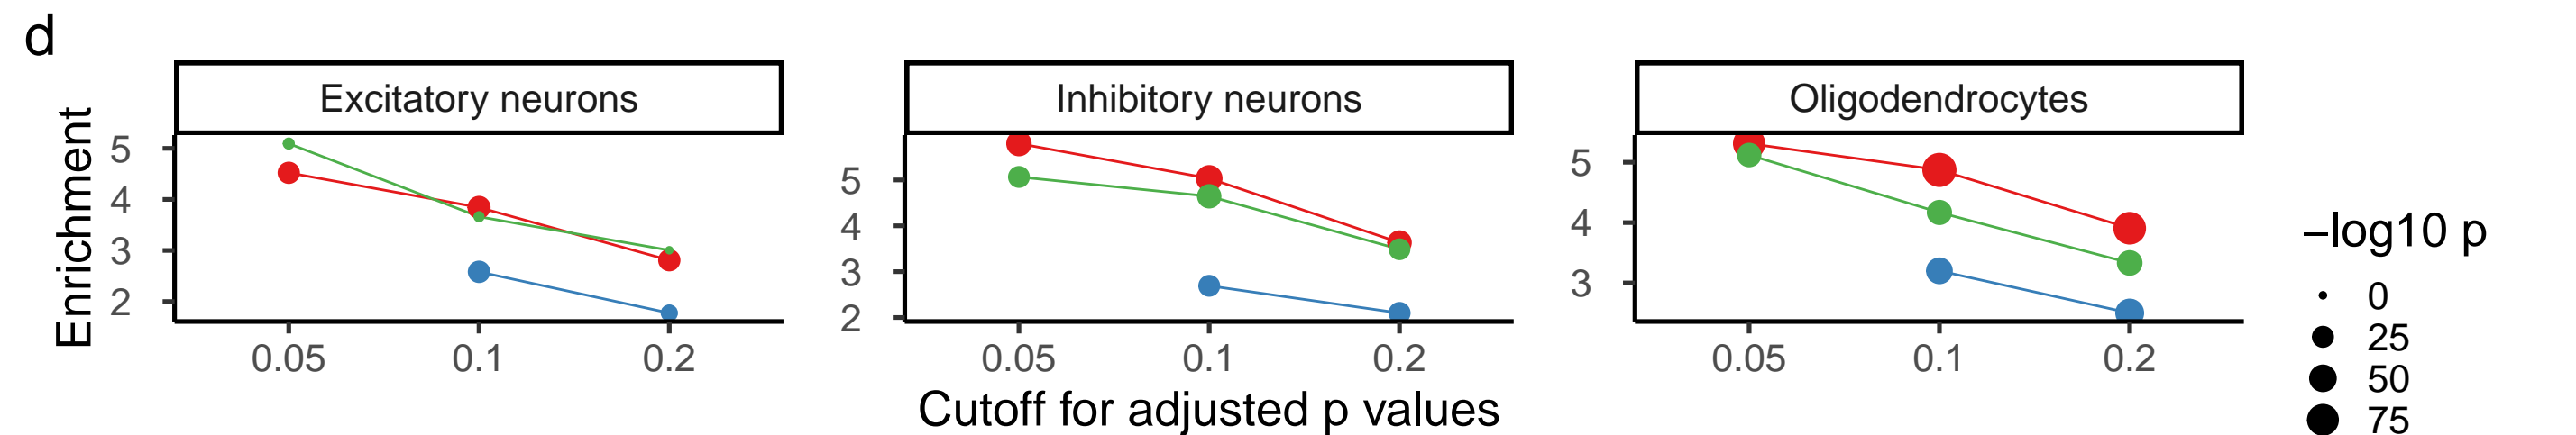 d
Excitatory neurons
Inhibitory neurons
Oligodendrocytes
Enrichment
5
4
3
2
5
4
3
2
5
4
3
0.05 0.1 0.2
0.05 0.1 0.2
0.05 0.1 0.2
Cutoff for adjusted p values
–log10 p
0
25
50
75